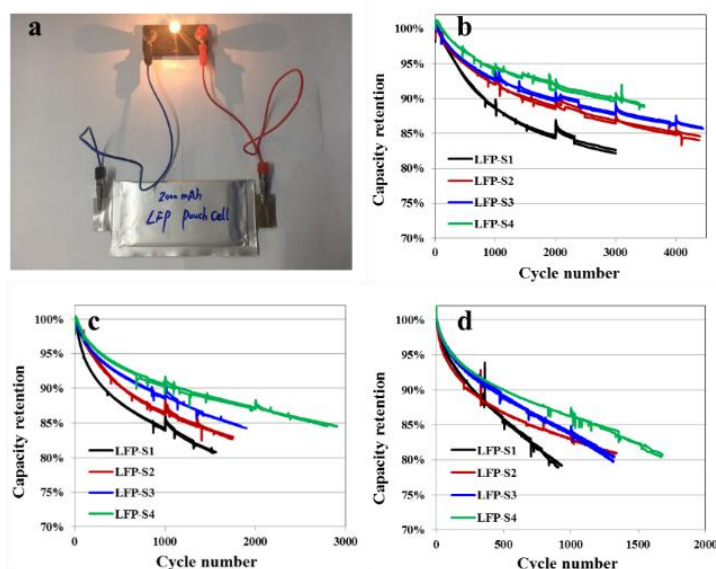 a
2000 mAh
LFP Pouch Cell
b
Capacity retention
105%
100%
95%
90%
85%
80%
75%
70%
LFP-S1
LFP-S2
LFP-S3
LFP-S4
0 1000 2000 3000 4000
Cycle number
c
Capacity retention
100%
95%
90%
85%
80%
75%
70%
LFP-S1
LFP-S2
LFP-S3
LFP-S4
0 1000 2000 3000
Cycle number
d
Capacity retention
100%
95%
90%
85%
80%
75%
70%
LFP-S1
LFP-S2
LFP-S3
LFP-S4
0 500 1000 1500 2000
Cycle number